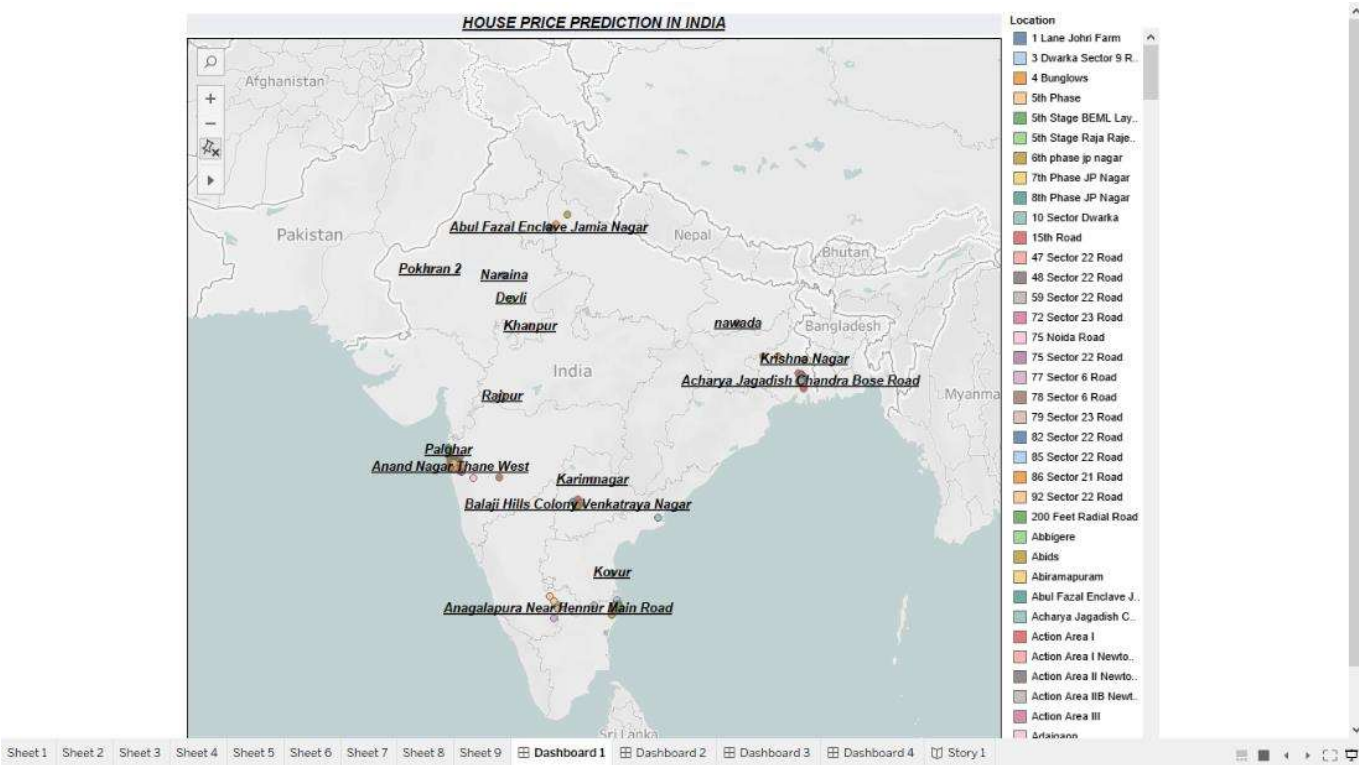 HOUSE PRICE PREDICTION IN INDIA
Afghanistan
Pakistan
Abul Fazal Enclave Jamia Nagar
Nepal
Bhutan
Pokhran 2
Naraina
Devli
Khanpur
nawada
Bangladesh
Krishna Nagar
India
Acharya Jagadish Chandra Bose Road
Rajpur
Myanma
Palghar
Anand Nagar Thane West
Karimnagar
Balaji Hills Colony Venkatraya Nagar
Kovur
Anagalapura Near Hennur Main Road
Sri Lanka
Location
1 Lane Johri Farm
3 Dwarka Sector 9 R..
4 Bunglows
5th Phase
5th Stage BEML Lay..
5th Stage Raja Raje..
6th phase jp nagar
7th Phase JP Nagar
8th Phase JP Nagar
10 Sector Dwarka
15th Road
47 Sector 22 Road
48 Sector 22 Road
59 Sector 22 Road
72 Sector 23 Road
75 Noida Road
75 Sector 22 Road
77 Sector 6 Road
78 Sector 6 Road
79 Sector 23 Road
82 Sector 22 Road
85 Sector 22 Road
86 Sector 21 Road
92 Sector 22 Road
200 Feet Radial Road
Abbigere
Abids
Abiramapuram
Abul Fazal Enclave J..
Acharya Jagadish C..
Action Area I
Action Area I Newto..
Action Area II Newto..
Action Area IIB Newt..
Action Area III
Adaigaon
Sheet 1 Sheet 2 Sheet 3 Sheet 4 Sheet 5 Sheet 6 Sheet 7 Sheet 8 Sheet 9 Dashboard 1 Dashboard 2 Dashboard 3 Dashboard 4 Story 1